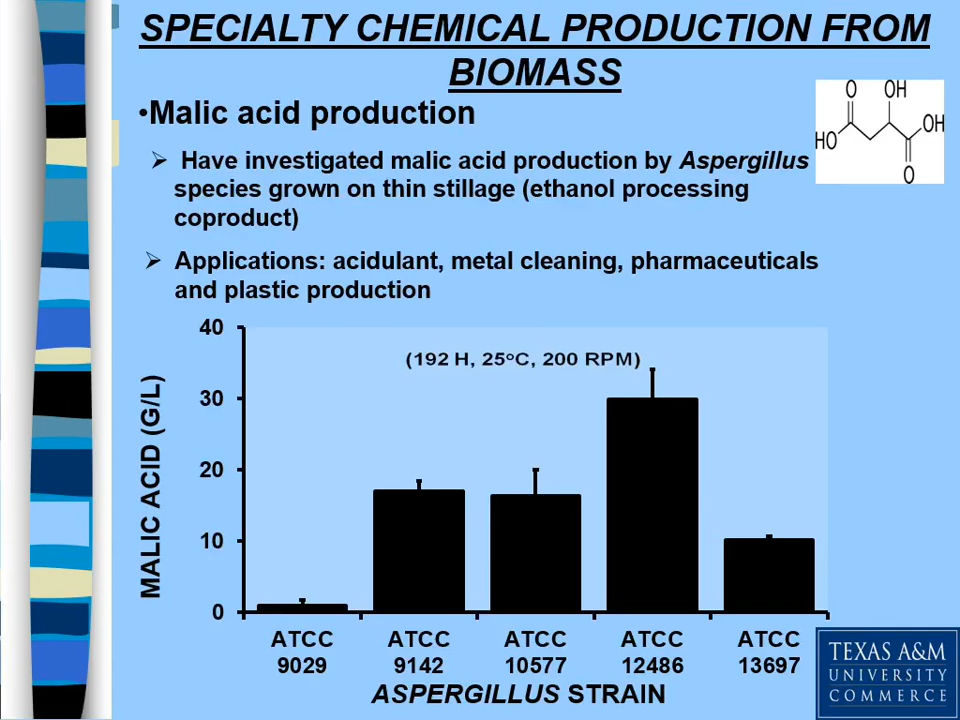 SPECIALTY CHEMICAL PRODUCTION FROM
BIOMASS
•Malic acid production
➢ Have investigated malic acid production by Aspergillus
species grown on thin stillage (ethanol processing
coproduct)
➢ Applications: acidulant, metal cleaning, pharmaceuticals
and plastic production
O OH
HO OH
O
(192 H, 25°C, 200 RPM)
MALIC ACID (G/L)
40
30
20
10
0
ATCC ATCC ATCC ATCC ATCC
9029 9142 10577 12486 13697
ASPERGILLUS STRAIN
TEXAS A&M
UNIVERSITY
COMMERCE